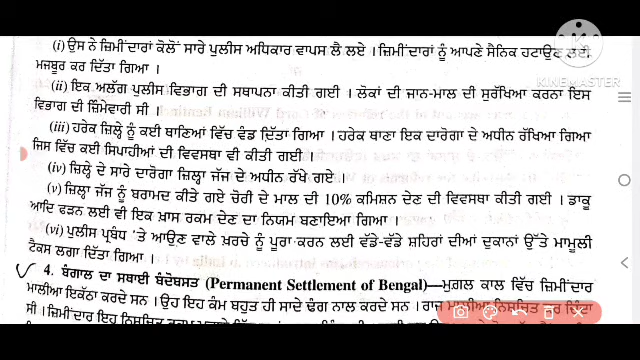 (i) ਉਸ ਨੇ ਜ਼ਿਮੀਂਦਾਰਾਂ ਕੋਲੋਂ ਸਾਰੇ ਪੁਲੀਸ ਅਧਿਕਾਰ ਵਾਪਸ ਲੈ ਲਏ। ਜ਼ਿਮੀਂਦਾਰਾਂ ਨੂੰ ਆਪਣੇ ਸੈਨਿਕ ਹਟਾਉਣ ਲਈ
ਮਜਬੂਰ ਕਰ ਦਿੱਤਾ ਗਿਆ।
(ii) ਇਕ ਅਲੱਗ ਪੁਲੀਸ ਵਿਭਾਗ ਦੀ ਸਥਾਪਨਾ ਕੀਤੀ ਗਈ। ਲੋਕਾਂ ਦੀ ਜਾਨ-ਮਾਲ ਦੀ ਸੁਰੱਖਿਆ ਕਰਨਾ ਇਸ
ਵਿਭਾਗ ਦੀ ਜ਼ਿੰਮੇਵਾਰੀ ਸੀ।
(iii) ਹਰੇਕ ਜ਼ਿਲ੍ਹੇ ਨੂੰ ਕਈ ਥਾਣਿਆਂ ਵਿੱਚ ਵੰਡ ਦਿੱਤਾ ਗਿਆ। ਹਰੇਕ ਥਾਣਾ ਇਕ ਦਾਰੋਗਾ ਦੇ ਅਧੀਨ ਰੱਖਿਆ ਗਿਆ
ਜਿਸ ਵਿੱਚ ਕਈ ਸਿਪਾਹੀਆਂ ਦੀ ਵਿਵਸਥਾ ਵੀ ਕੀਤੀ ਗਈ।
(iv) ਜ਼ਿਲ੍ਹੇ ਦੇ ਸਾਰੇ ਦਾਰੋਗਾ ਜ਼ਿਲ੍ਹਾ ਜੱਜ ਦੇ ਅਧੀਨ ਰੱਖੇ ਗਏ।
(v) ਜ਼ਿਲ੍ਹਾ ਜੱਜ ਨੂੰ ਬਰਾਮਦ ਕੀਤੇ ਗਏ ਚੋਰੀ ਦੇ ਮਾਲ ਦੀ 10% ਕਮਿਸ਼ਨ ਦੇਣ ਦੀ ਵਿਵਸਥਾ ਕੀਤੀ ਗਈ। ਡਾਕੂ
ਆਦਿ ਫੜਨ ਲਈ ਵੀ ਇਕ ਖ਼ਾਸ ਰਕਮ ਦੇਣ ਦਾ ਨਿਯਮ ਬਣਾਇਆ ਗਿਆ।
(vi) ਪੁਲੀਸ ਪ੍ਰਬੰਧ 'ਤੇ ਆਉਣ ਵਾਲੇ ਖ਼ਰਚੇ ਨੂੰ ਪੂਰਾ ਕਰਨ ਲਈ ਵੱਡੇ-ਵੱਡੇ ਸ਼ਹਿਰਾਂ ਦੀਆਂ ਦੁਕਾਨਾਂ ਉੱਤੇ ਮਾਮੂਲੀ
ਟੈਕਸ ਲਗਾ ਦਿੱਤਾ ਗਿਆ।
4. ਬੰਗਾਲ ਦਾ ਸਥਾਈ ਬੰਦੋਬਸਤ (Permanent Settlement of Bengal)–ਮੁਗ਼ਲ ਕਾਲ ਵਿੱਚ ਜ਼ਿਮੀਂਦਾਰ
ਮਾਲੀਆ ਇਕੱਠਾ ਕਰਦੇ ਸਨ। ਉਹ ਇਹ ਕੰਮ ਬਹੁਤ ਹੀ ਸਾਦੇ ਢੰਗ ਨਾਲ ਕਰਦੇ ਸਨ। ਰਾਜ ਮਾਲੀਆ ਨਿਸ਼ਚਿਤ ਕਰ ਦਿੰਦਾ
ਸੀ। ਜ਼ਿਮੀਂਦਾਰ ਇਹ ਨਿਸ਼ਚਿਤ
KINEMASTER